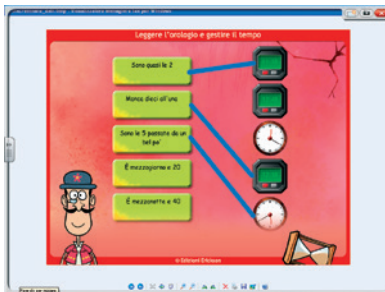 Leggere l'orologio e gestire il tempo
Sono quasi le 2
Manca dieci all'una
Sono le 5 passate da un
bel po'
È mezzogiorno e 20
È mezzanotte e 40
© Edizioni Erickson